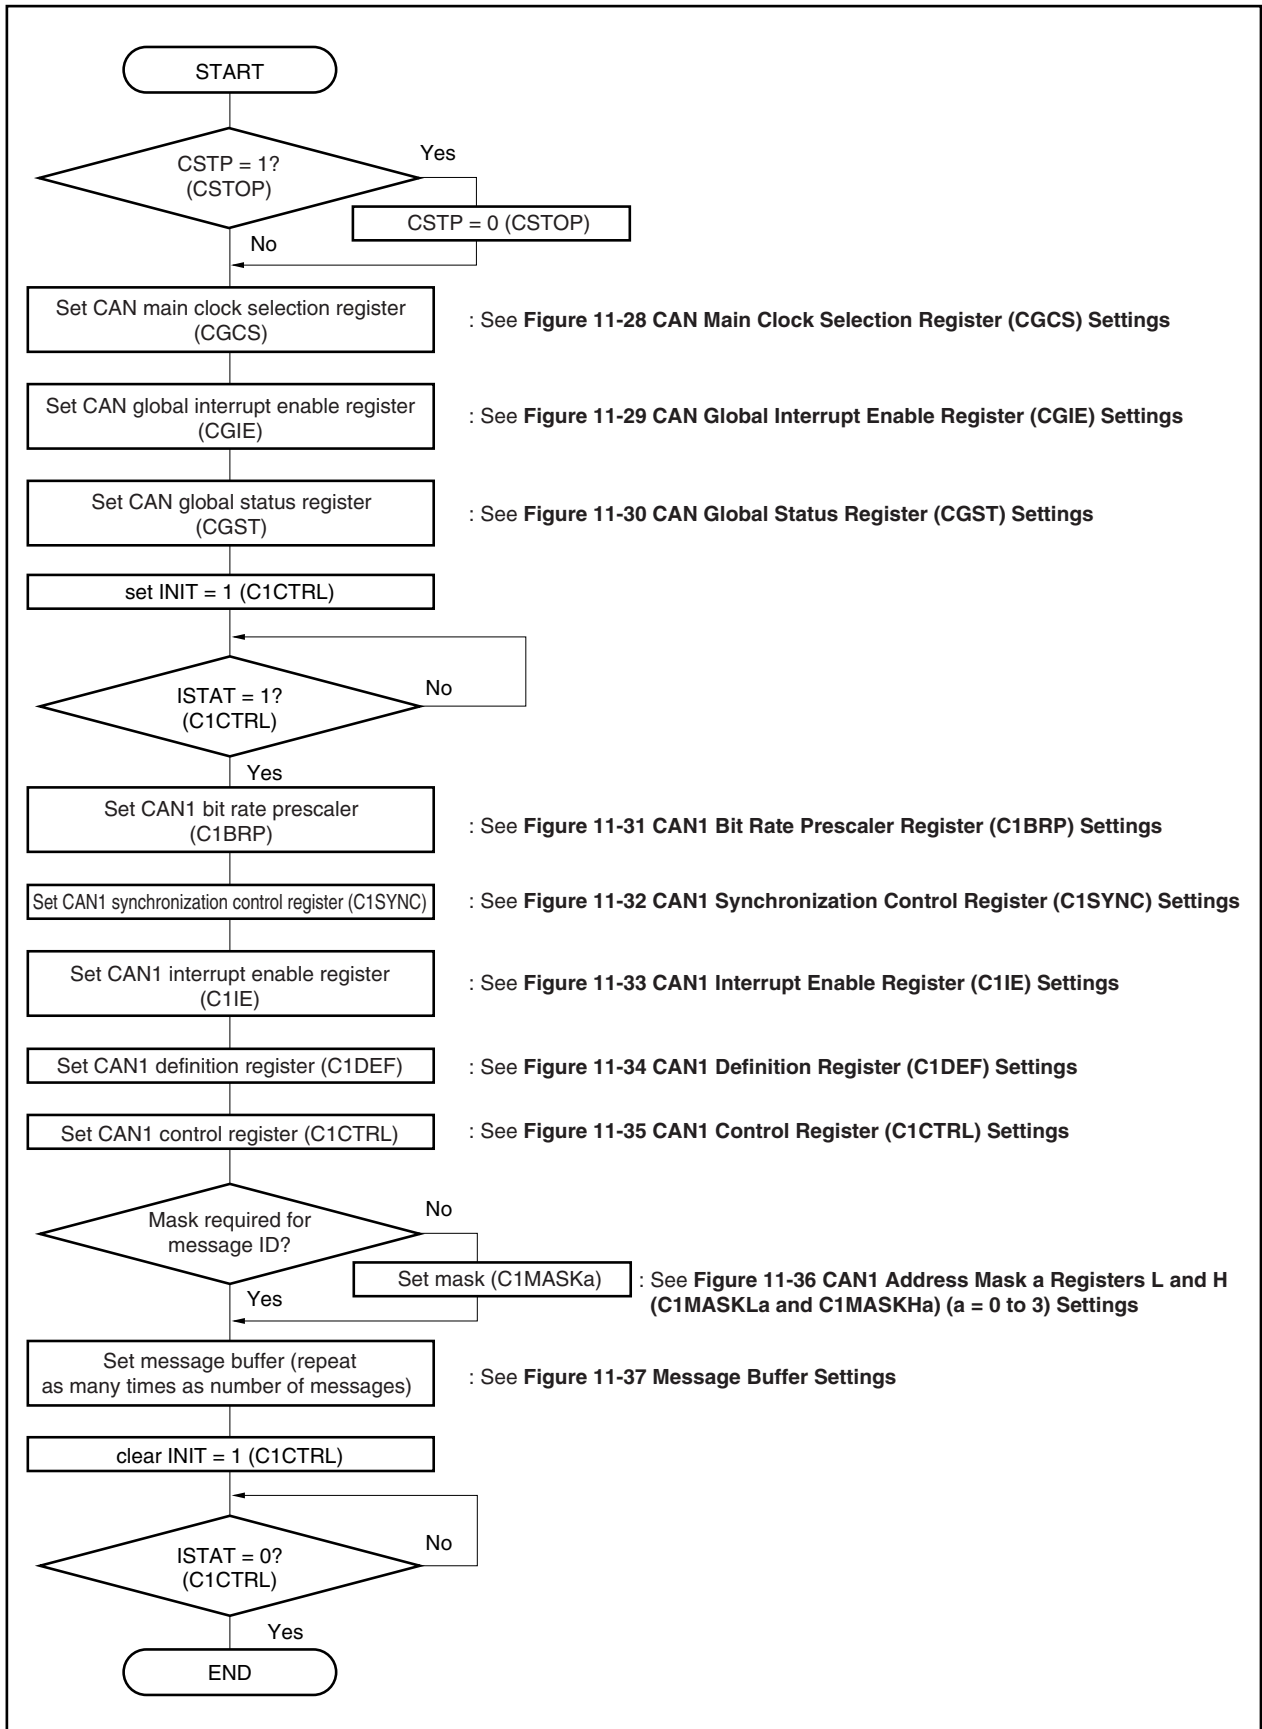 START
CSTP = 1?
(CSTOP)
Yes
CSTP = 0 (CSTOP)
No
Set CAN main clock selection register
(CGCS)
: See Figure 11-28 CAN Main Clock Selection Register (CGCS) Settings
Set CAN global interrupt enable register
(CGIE)
: See Figure 11-29 CAN Global Interrupt Enable Register (CGIE) Settings
Set CAN global status register
(CGST)
: See Figure 11-30 CAN Global Status Register (CGST) Settings
set INIT = 1 (C1CTRL)
ISTAT = 1?
(C1CTRL)
No
Yes
Set CAN1 bit rate prescaler
(C1BRP)
: See Figure 11-31 CAN1 Bit Rate Prescaler Register (C1BRP) Settings
Set CAN1 synchronization control register (C1SYNC)
: See Figure 11-32 CAN1 Synchronization Control Register (C1SYNC) Settings
Set CAN1 interrupt enable register
(C1IE)
: See Figure 11-33 CAN1 Interrupt Enable Register (C1IE) Settings
Set CAN1 definition register (C1DEF)
: See Figure 11-34 CAN1 Definition Register (C1DEF) Settings
Set CAN1 control register (C1CTRL)
: See Figure 11-35 CAN1 Control Register (C1CTRL) Settings
Mask required for
message ID?
No
Set mask (C1MASKa)
: See Figure 11-36 CAN1 Address Mask a Registers L and H
(C1MASKLa and C1MASKHa) (a = 0 to 3) Settings
Yes
Set message buffer (repeat
as many times as number of messages)
: See Figure 11-37 Message Buffer Settings
clear INIT = 1 (C1CTRL)
ISTAT = 0?
(C1CTRL)
No
Yes
END